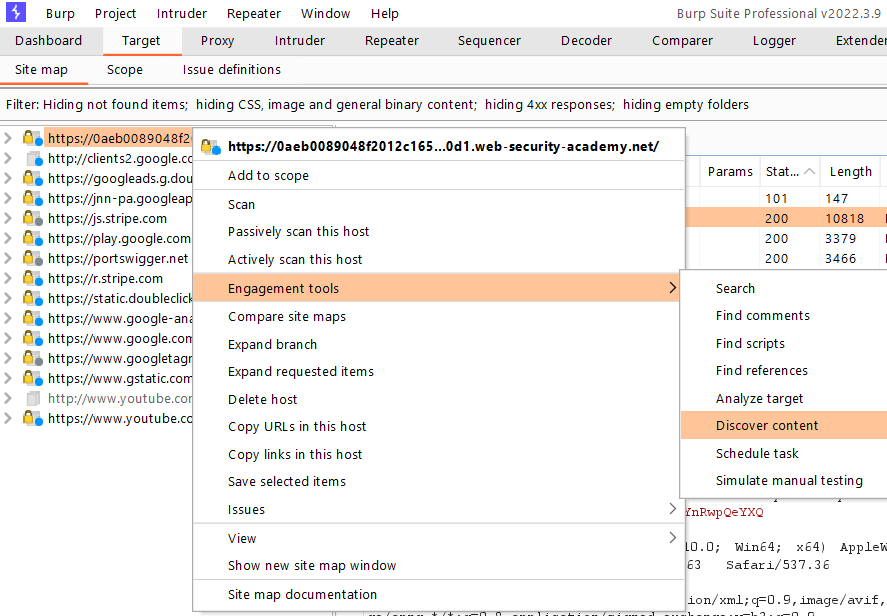 Burp Project Intruder Repeater Window Help Burp Suite Professional v2022.3.9
Dashboard Target Proxy Intruder Repeater Sequencer Decoder Comparer Logger Extender
Site map Scope Issue definitions
Filter: Hiding not found items; hiding CSS, image and general binary content; hiding 4xx responses; hiding empty folders
https://0aeb0089048f2
http://clients2.google.co
https://googleads.g.dou
https://jnn-pa.googleap
https://js.stripe.com
https://play.google.com
https://portswigger.net
https://r.stripe.com
https://static.doubleclick
https://www.google-ana
https://www.google.com
https://www.googletagr
https://www.gstatic.com
http://www.youtube.cor
https://www.youtube.co
https://0aeb0089048f2012c165...0d1.web-security-academy.net/
Add to scope
Scan
Passively scan this host
Actively scan this host
Engagement tools
Compare site maps
Expand branch
Expand requested items
Delete host
Copy URLs in this host
Copy links in this host
Save selected items
Issues
View
Show new site map window
Site map documentation
Params Stat... Length
101 147
200 10818
200 3379
200 3466
Search
Find comments
Find scripts
Find references
Analyze target
Discover content
Schedule task
Simulate manual testing
YnRwpQeYXQ
10.0; Win64; x64) AppleW
63 Safari/537.36
ion/xml;q=0.9,image/avif,